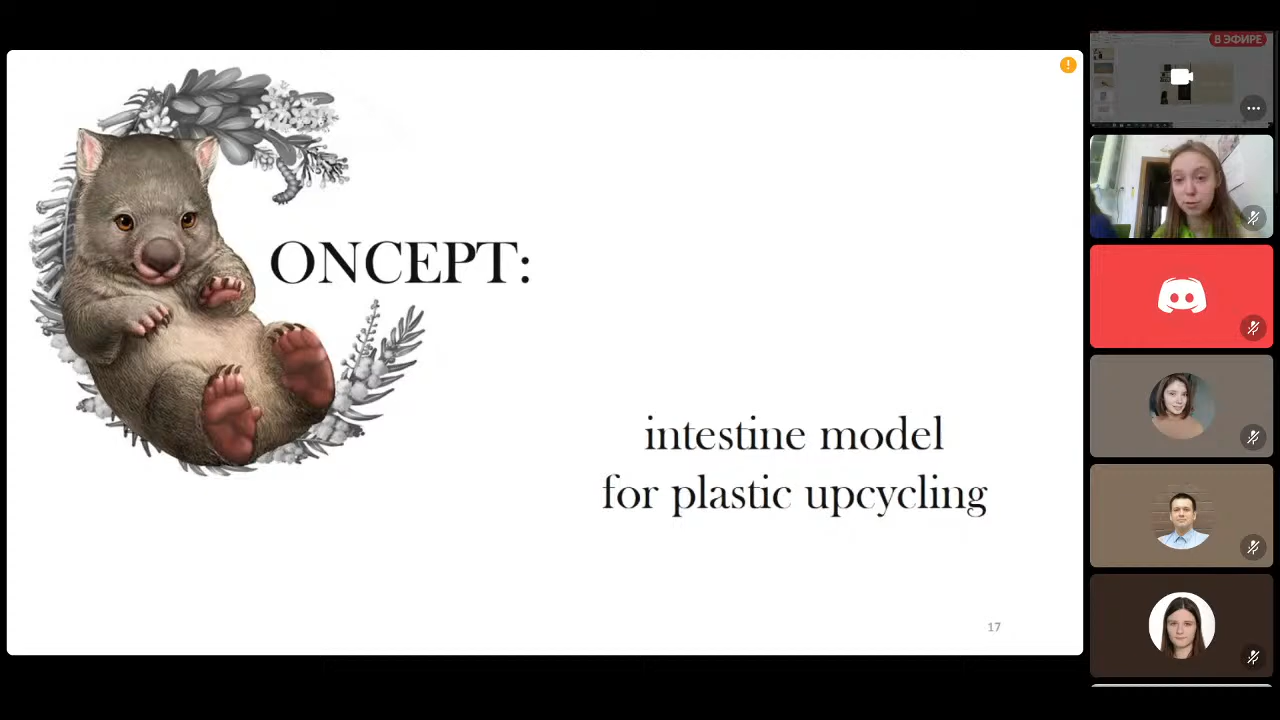 В ЭФИРЕ
ONCEPT:
intestine model
for plastic upcycling
17